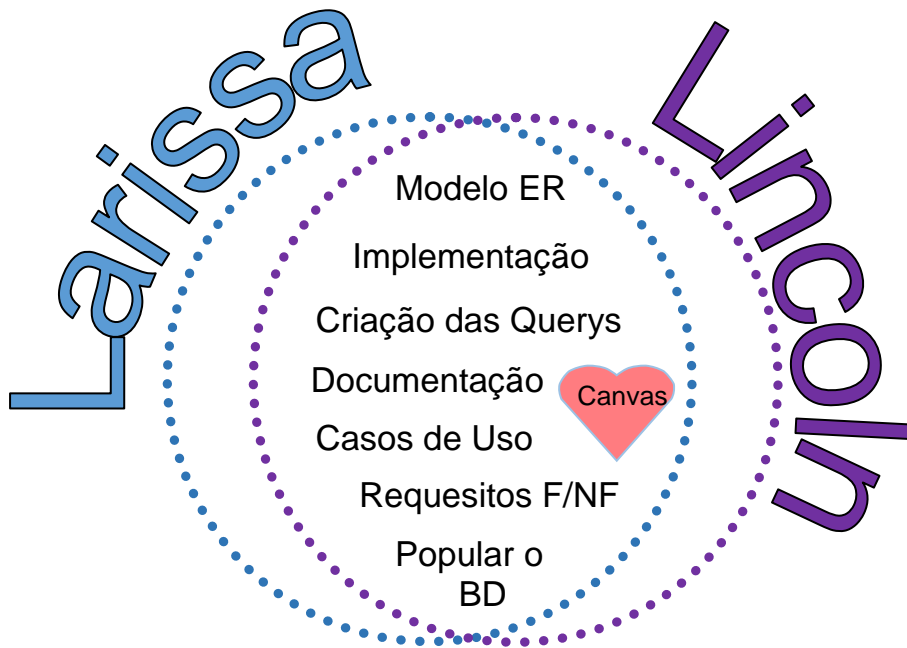 Larissa
Lincoln
Modelo ER
Implementação
Criação das Querys
Documentação
Canvas
Casos de Uso
Requesitos F/NF
Popular o
BD